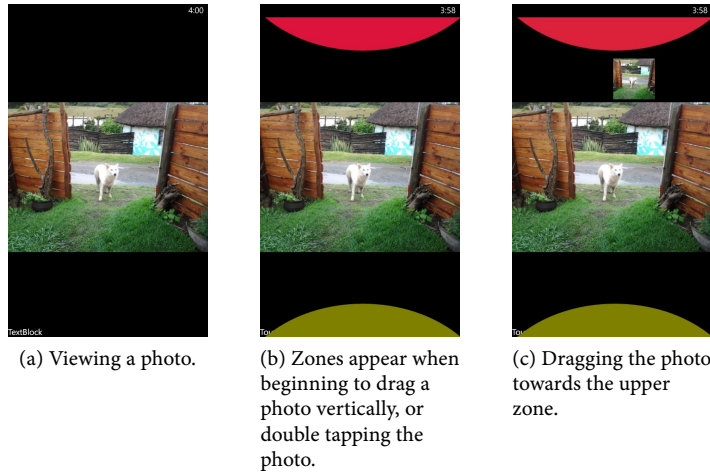 4:00
3:58
3:58
TextBlock
Tou
(a) Viewing a photo.
(b) Zones appear when
beginning to drag a
photo vertically, or
double tapping the
photo.
(c) Dragging the photo
towards the upper
zone.